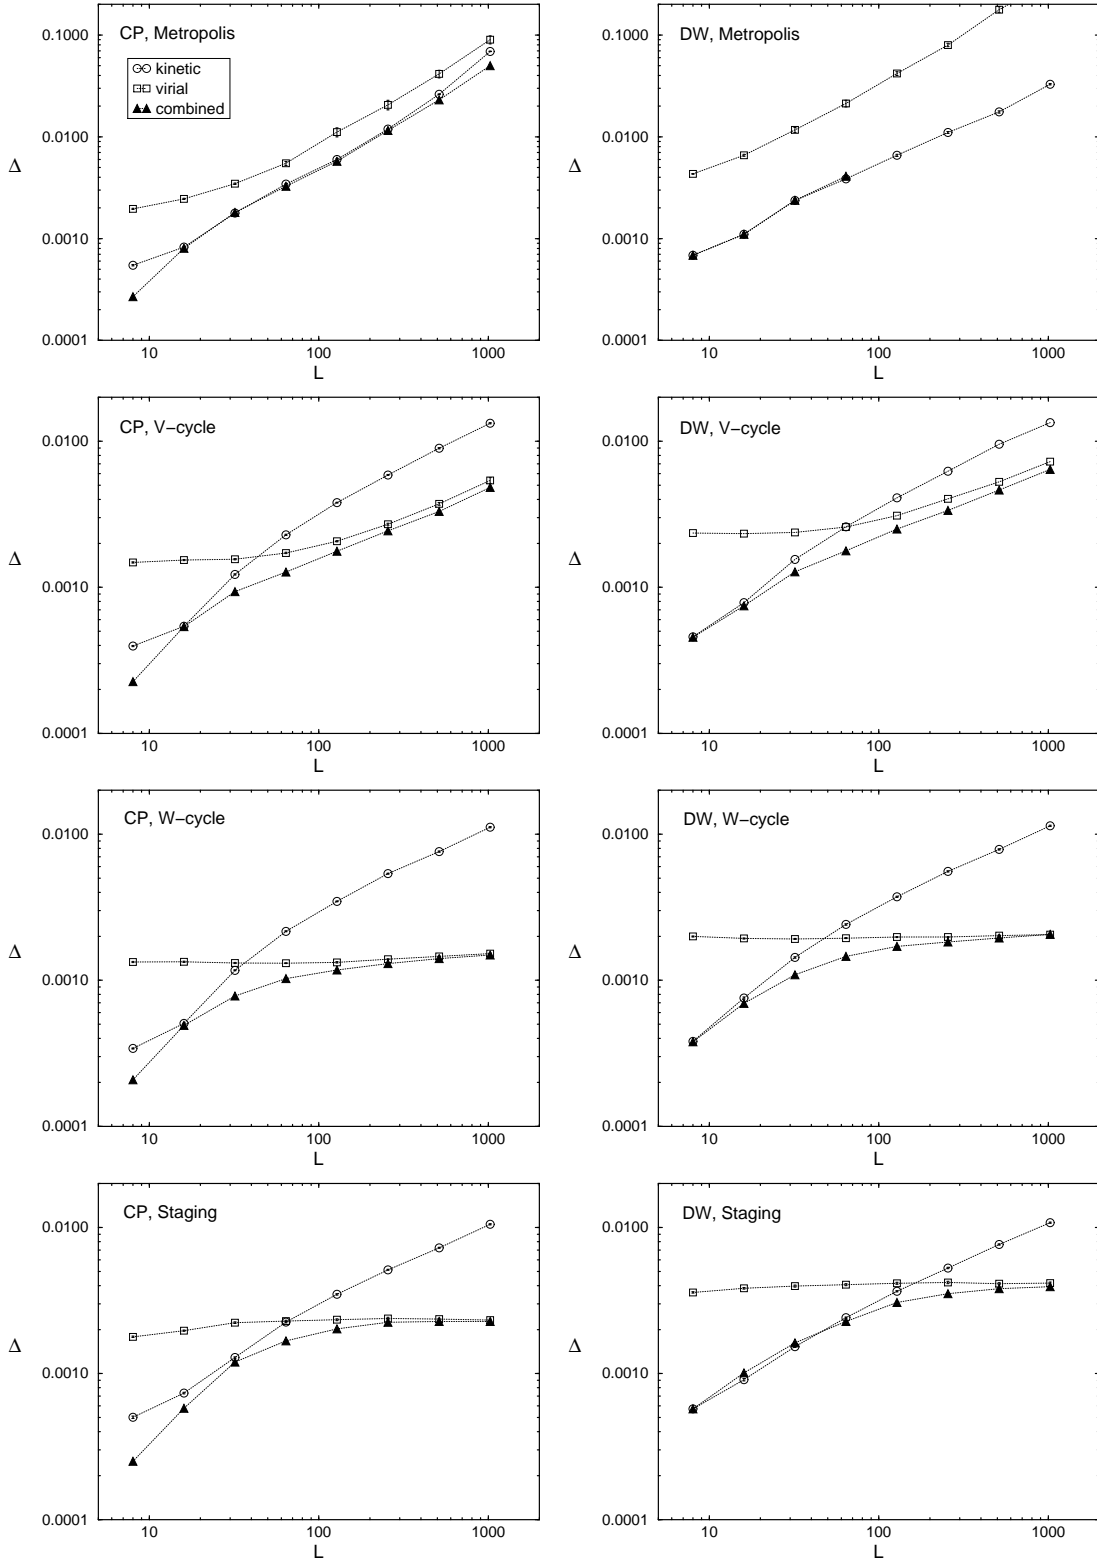 CP, Metropolis
kinetic
virial
combined
0.1000
0.0100
0.0010
0.0001
Δ
10
100
1000
L
DW, Metropolis
0.1000
0.0100
0.0010
0.0001
Δ
10
100
1000
L
CP, V−cycle
0.0100
0.0010
0.0001
Δ
10
100
1000
L
DW, V−cycle
0.0100
0.0010
0.0001
Δ
10
100
1000
L
CP, W−cycle
0.0100
0.0010
0.0001
Δ
10
100
1000
L
DW, W−cycle
0.0100
0.0010
0.0001
Δ
10
100
1000
L
CP, Staging
0.0100
0.0010
0.0001
Δ
10
100
1000
L
DW, Staging
0.0100
0.0010
0.0001
Δ
10
100
1000
L